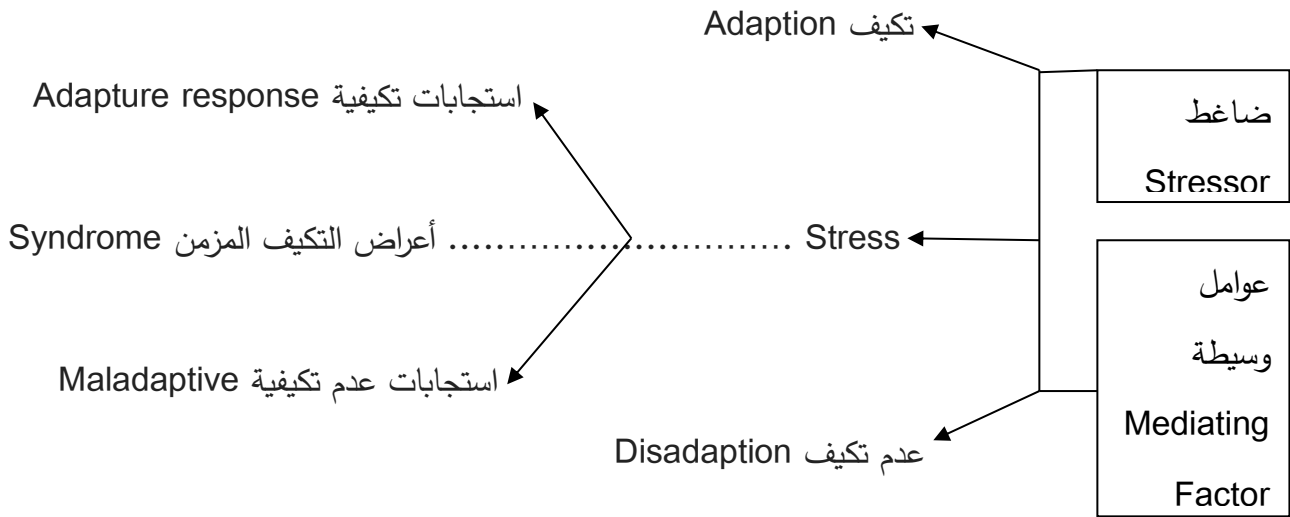 تكيف Adaption
ضاغط
Stressor
استجابات تكيفية Adapture response
Stress ................................ أعراض التكيف المزمن Syndrome
عوامل
وسيطة
Mediating
Factor
استجابات عدم تكيفية Maladaptive
عدم تكيف Disadaption